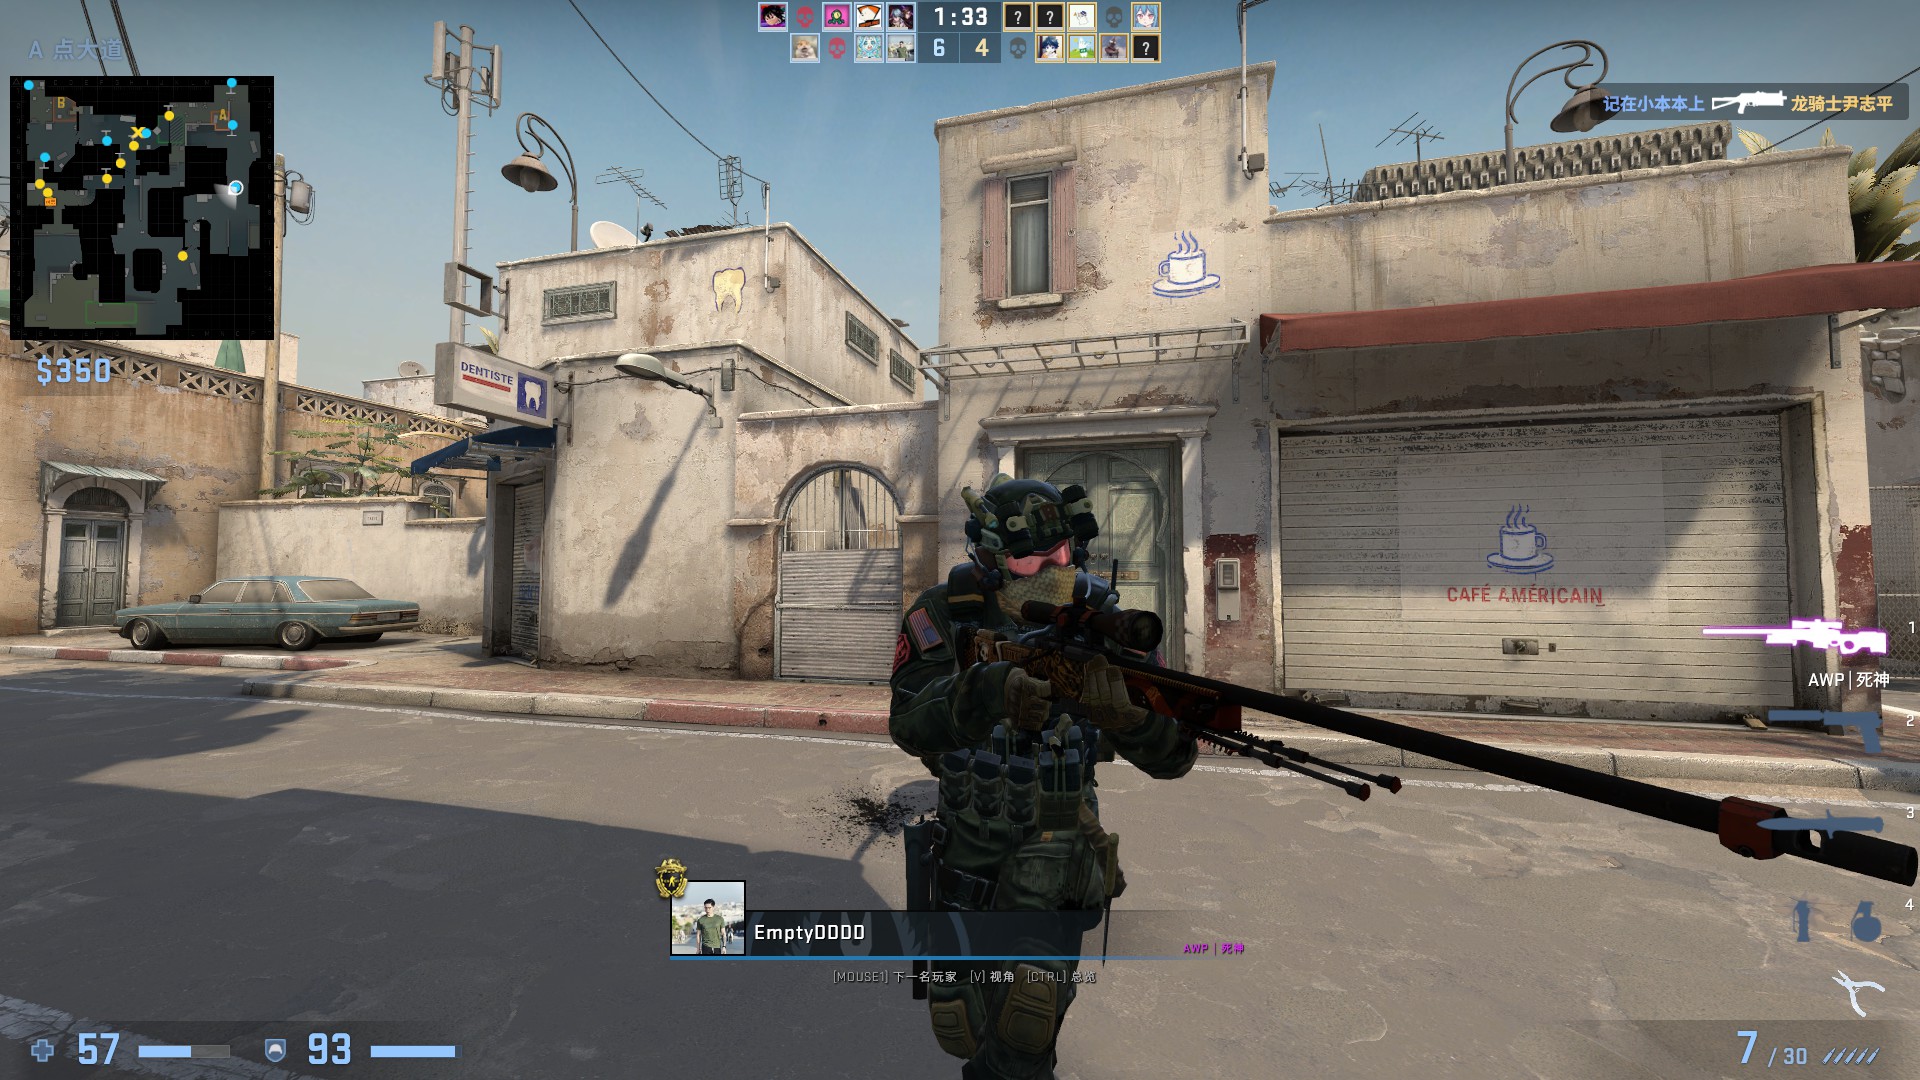 A 点大道
1:33
? ?
6 4
?
B
A
$350
记在小本本上 龙骑士尹志平
DENTISTE
CAFÉ AMÉRICAIN
1
AWP | 死神
2
3
4
EmptyDDDD
AWP | 死神
[MOUSE1] 下一名玩家 [V] 视角 [CTRL] 总览
57
93
7 / 30